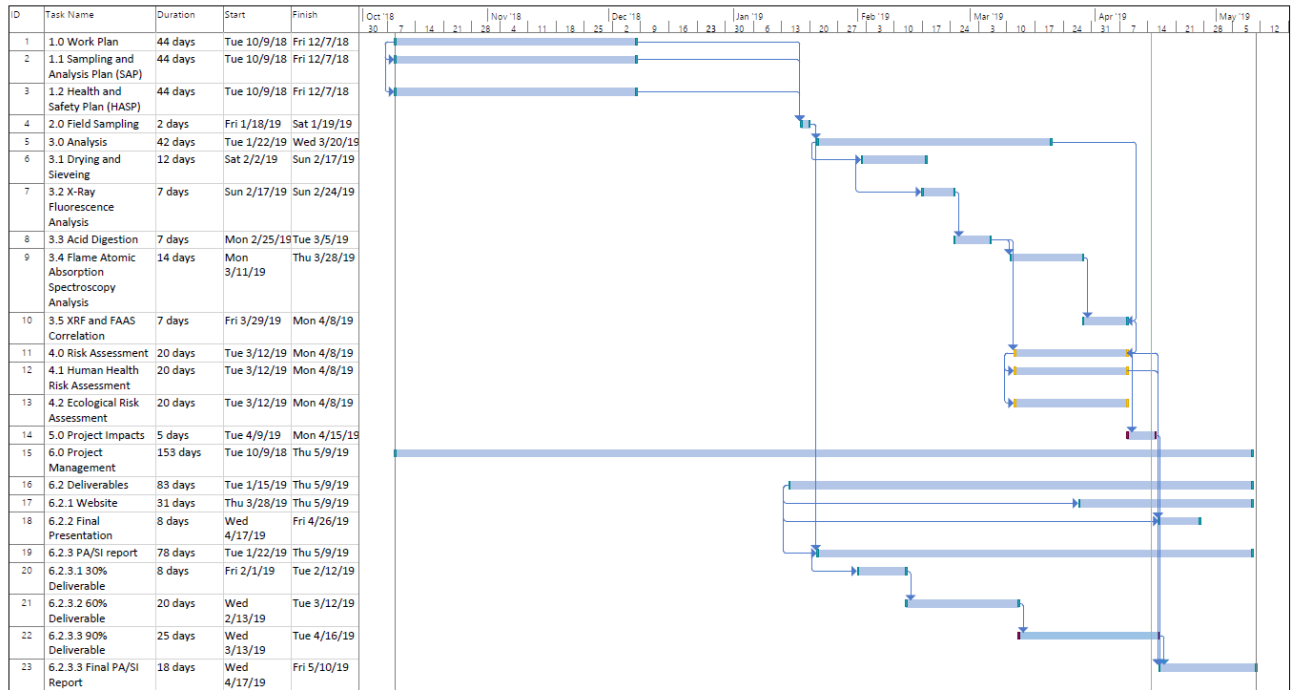 ID Task Name Duration Start Finish Oct '18 Nov '18 Dec '18 Jan '19 Feb '19 Mar '19 Apr '19 May '19
30 7 14 21 28 4 11 18 25 2 9 16 23 30 6 13 20 27 3 10 17 24 3 10 17 24 31 7 14 21 28 5 12
1 1.0 Work Plan 44 days Tue 10/9/18 Fri 12/7/18
2 1.1 Sampling and 44 days Tue 10/9/18 Fri 12/7/18
Analysis Plan (SAP)
3 1.2 Health and 44 days Tue 10/9/18 Fri 12/7/18
Safety Plan (HASP)
4 2.0 Field Sampling 2 days Fri 1/18/19 Sat 1/19/19
5 3.0 Analysis 42 days Tue 1/22/19 Wed 3/20/19
6 3.1 Drying and 12 days Sat 2/2/19 Sun 2/17/19
Sieveing
7 3.2 X-Ray 7 days Sun 2/17/19 Sun 2/24/19
Fluorescence
Analysis
8 3.3 Acid Digestion 7 days Mon 2/25/19 Tue 3/5/19
9 3.4 Flame Atomic 14 days Mon Thu 3/28/19
Absorption 3/11/19
Spectroscopy
Analysis
10 3.5 XRF and FAAS 7 days Fri 3/29/19 Mon 4/8/19
Correlation
11 4.0 Risk Assessment 20 days Tue 3/12/19 Mon 4/8/19
12 4.1 Human Health 20 days Tue 3/12/19 Mon 4/8/19
Risk Assessment
13 4.2 Ecological Risk 20 days Tue 3/12/19 Mon 4/8/19
Assessment
14 5.0 Project Impacts 5 days Tue 4/9/19 Mon 4/15/19
15 6.0 Project 153 days Tue 10/9/18 Thu 5/9/19
Management
16 6.2 Deliverables 83 days Tue 1/15/19 Thu 5/9/19
17 6.2.1 Website 31 days Thu 3/28/19 Thu 5/9/19
18 6.2.2 Final 8 days Wed Fri 4/26/19
Presentation 4/17/19
19 6.2.3 PA/SI report 78 days Tue 1/22/19 Thu 5/9/19
20 6.2.3.1 30% 8 days Fri 2/1/19 Tue 2/12/19
Deliverable
21 6.2.3.2 60% 20 days Wed Tue 3/12/19
Deliverable 2/13/19
22 6.2.3.3 90% 25 days Wed Tue 4/16/19
Deliverable 3/13/19
23 6.2.3.3 Final PA/SI 18 days Wed Fri 5/10/19
Report 4/17/19